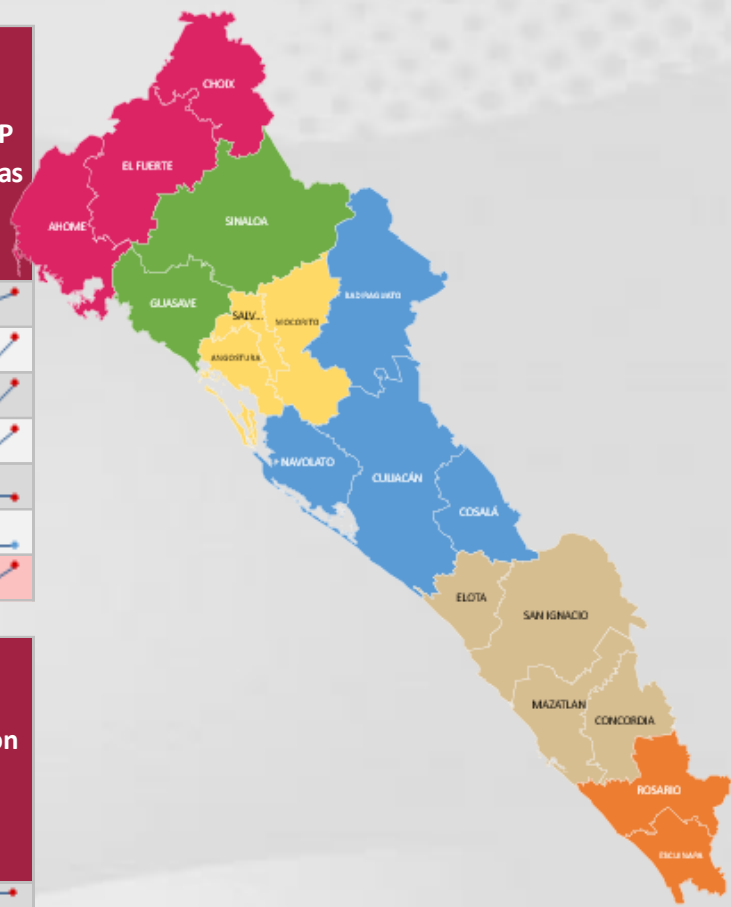 P
as
CHOIX
EL FUERTE
AHOME
SINALOA
GUASAVE
BADIRAGUATO
SALV...
MOCORITO
ANGOSTURA
NAVOLATO
CULIACÁN
COSALÁ
ELOTA
SAN IGNACIO
MAZATLAN
CONCORDIA
ón
ROSARIO
ESCUINAPA